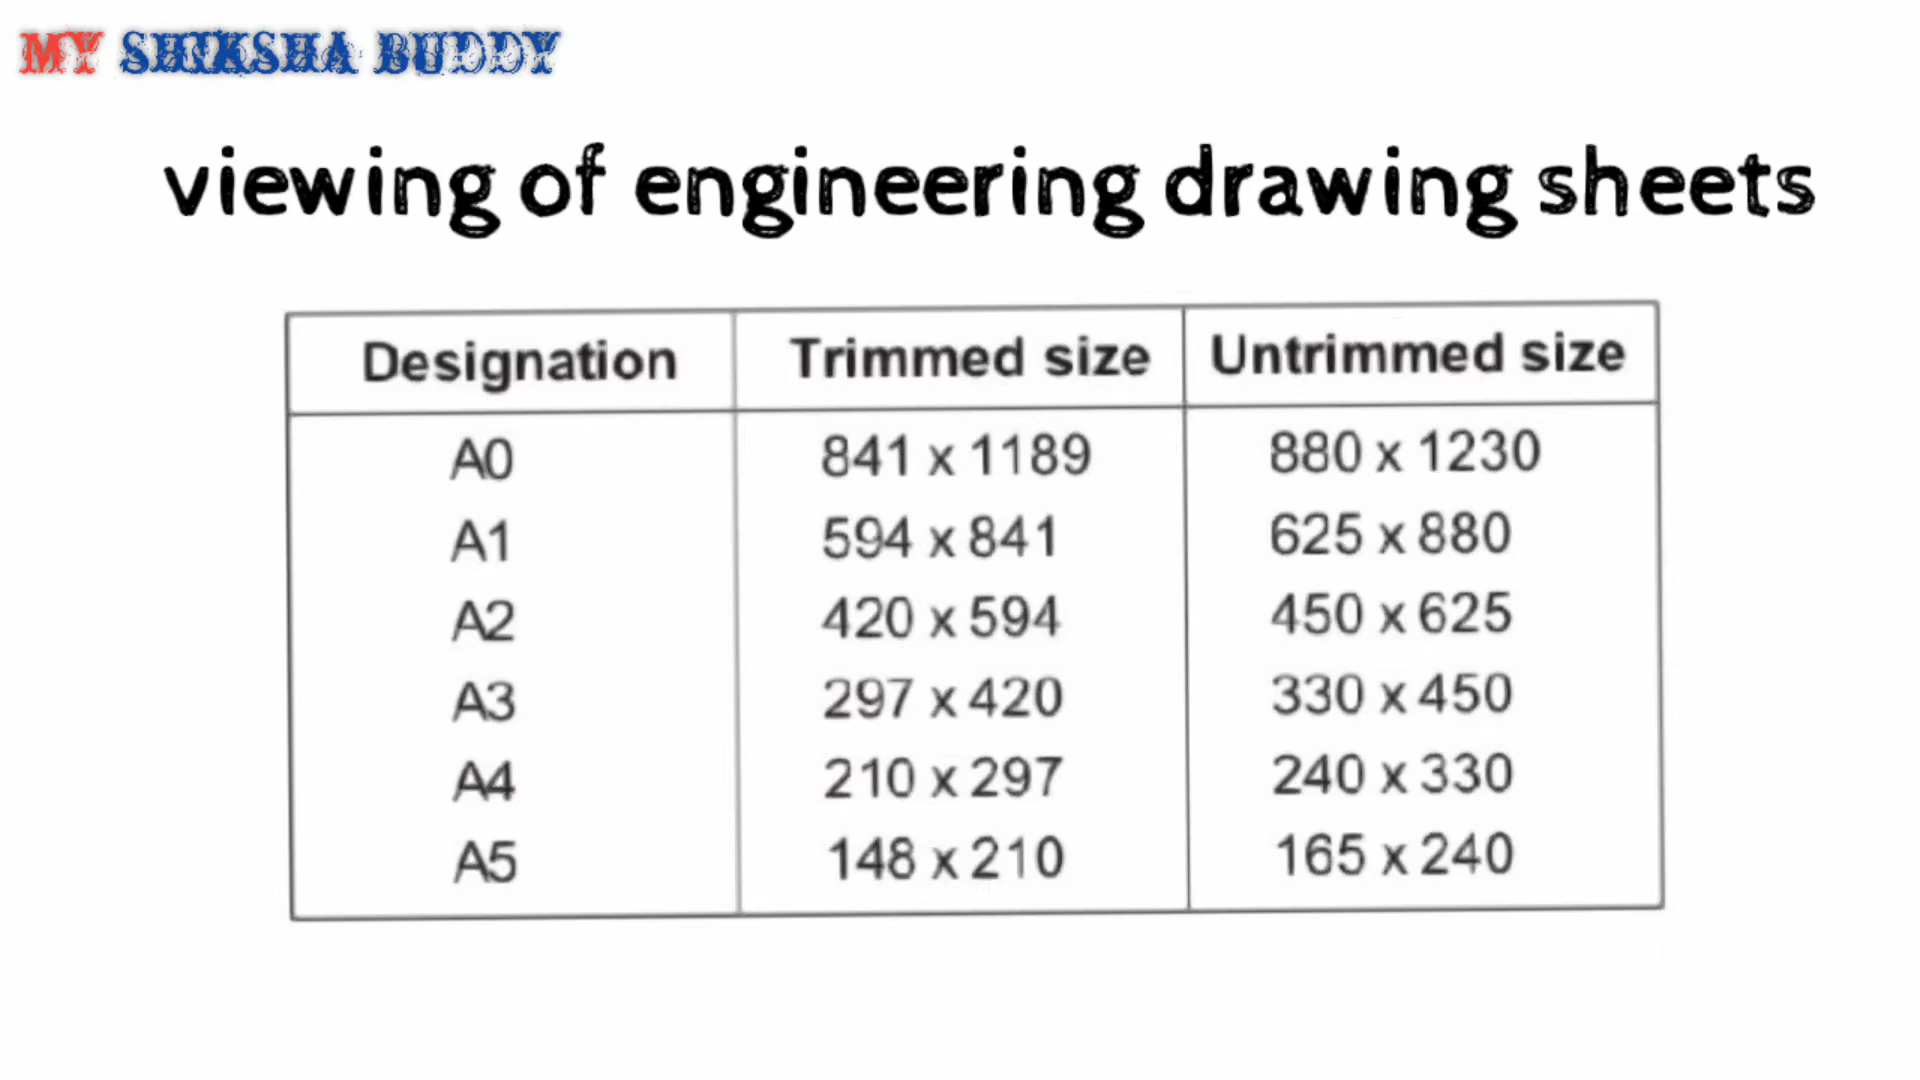 MY SHIKSHA BUDDY
viewing of engineering drawing sheets
Designation Trimmed size Untrimmed size
A0 841 x 1189 880 x 1230
A1 594 x 841 625 x 880
A2 420 x 594 450 x 625
A3 297 x 420 330 x 450
A4 210 x 297 240 x 330
A5 148 x 210 165 x 240